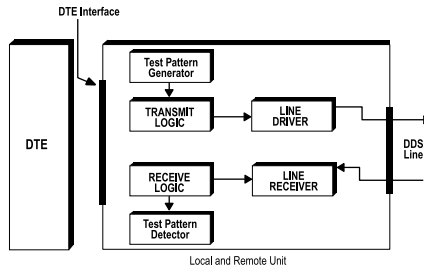 DTE Interface
Test Pattern
Generator
TRANSMIT
LOGIC
LINE
DRIVER
DTE
DDS
Line
RECEIVE
LOGIC
LINE
RECEIVER
Test Pattern
Detector
Local and Remote Unit